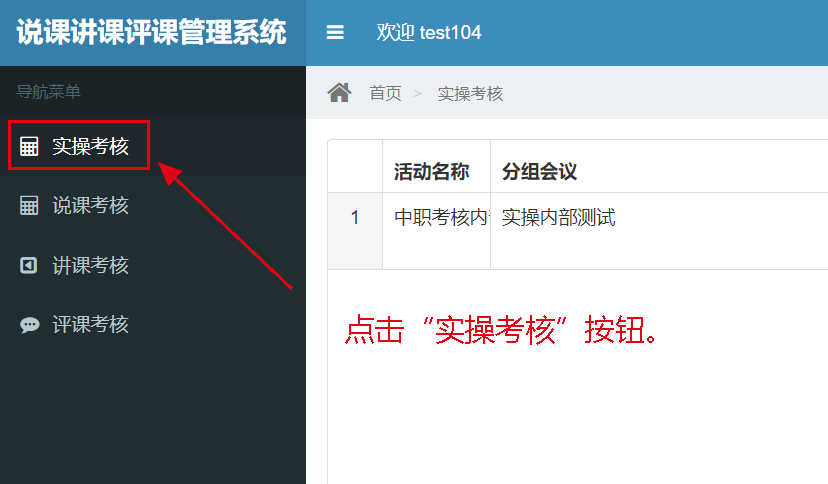 说课讲课评课管理系统
欢迎 test104
导航菜单
首页 > 实操考核
实操考核
说课考核
讲课考核
评课考核
活动名称 分组会议
1 中职考核内 实操内部测试
点击“实操考核”按钮。